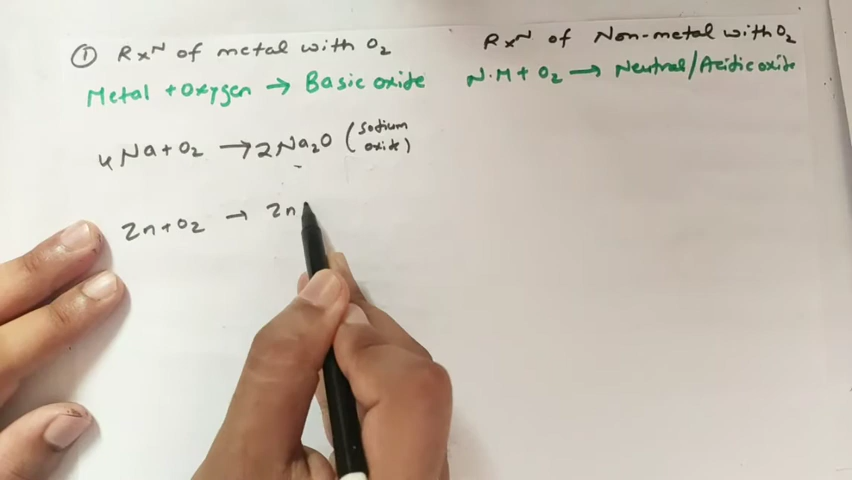 ① RxN of metal with O2
Metal + Oxygen → Basic oxide
4Na + O2 → 2Na2O (sodium
oxide)
Zn + O2 → Zn
RxN of Non-metal with O2
N.M + O2 → Neutral/Acidic oxide